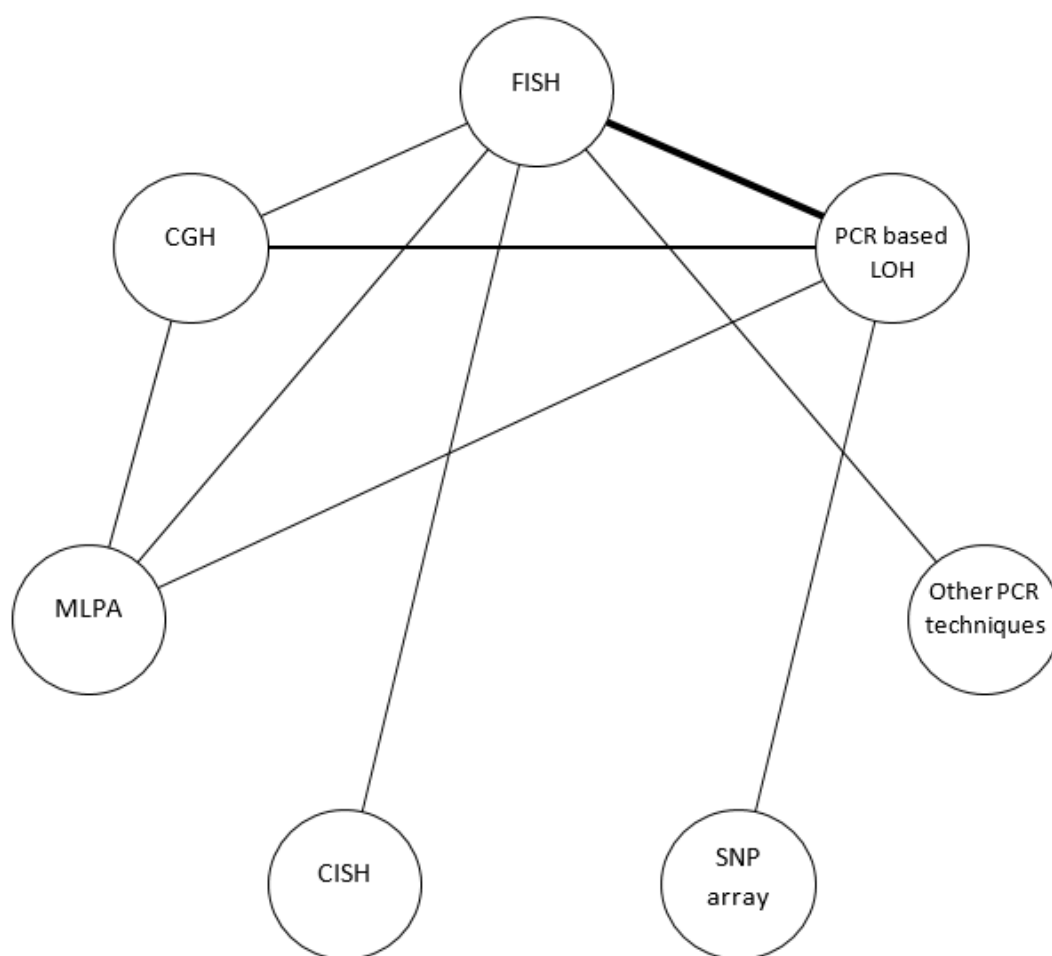 FISH
CGH
PCR based
LOH
MLPA
Other PCR
techniques
CISH
SNP
array